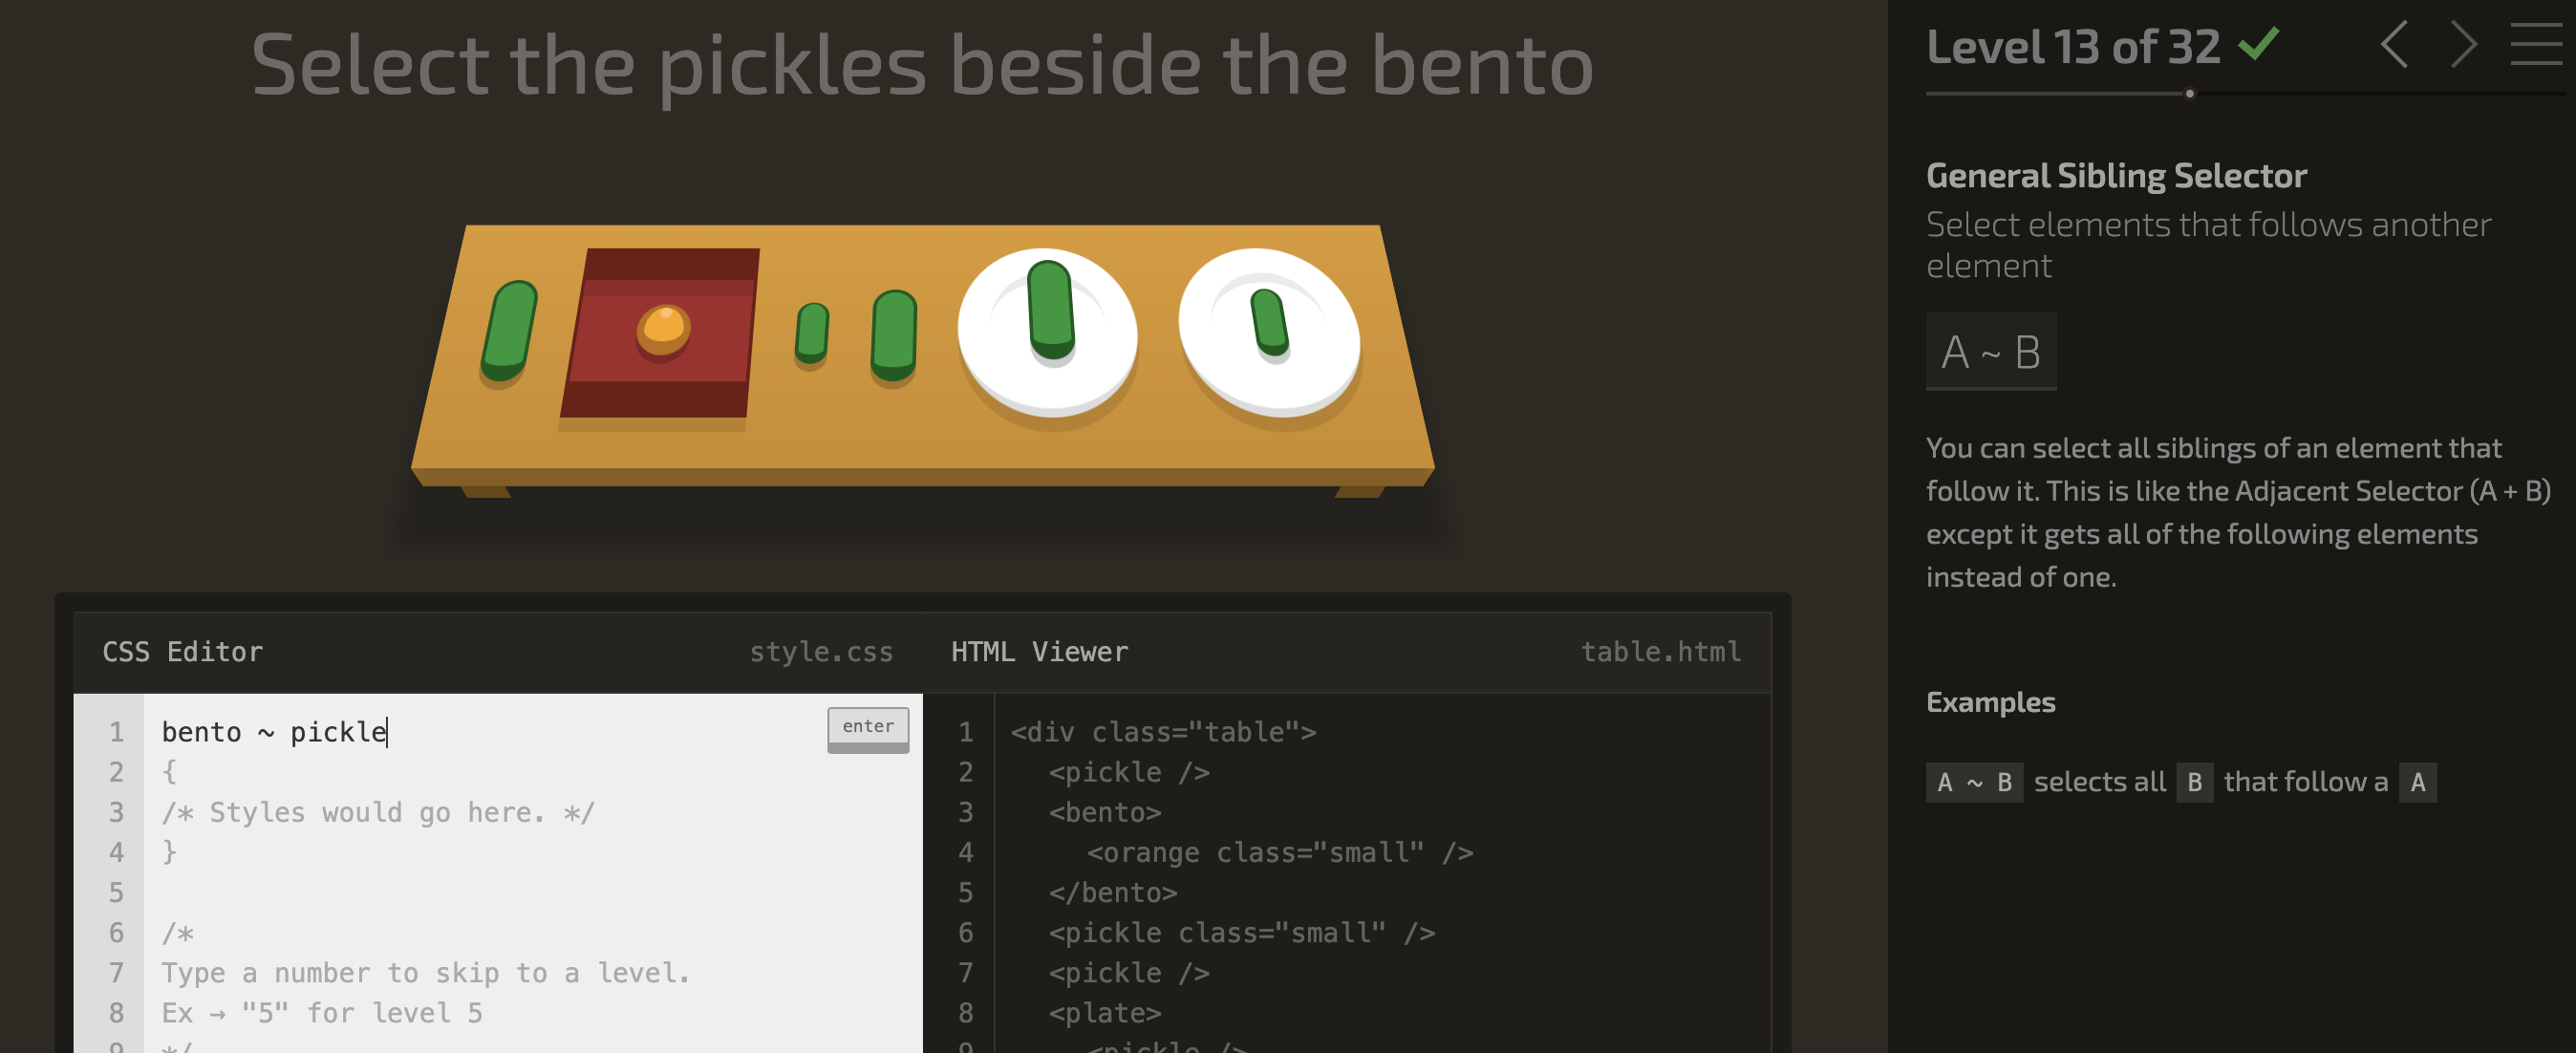 Select the pickles beside the bento
Level 13 of 32
General Sibling Selector
Select elements that follows another
element
A ~ B
You can select all siblings of an element that
follow it. This is like the Adjacent Selector (A + B)
except it gets all of the following elements
instead of one.
Examples
A ~ B selects all B that follow a A
CSS Editor style.css
1 bento ~ pickle enter
2 {
3 /* Styles would go here. */
4 }
5
6 /*
7 Type a number to skip to a level.
8 Ex → "5" for level 5
9 */
HTML Viewer table.html
1 <div class="table">
2 <pickle />
3 <bento>
4 <orange class="small" />
5 </bento>
6 <pickle class="small" />
7 <pickle />
8 <plate>
9 <pickle />